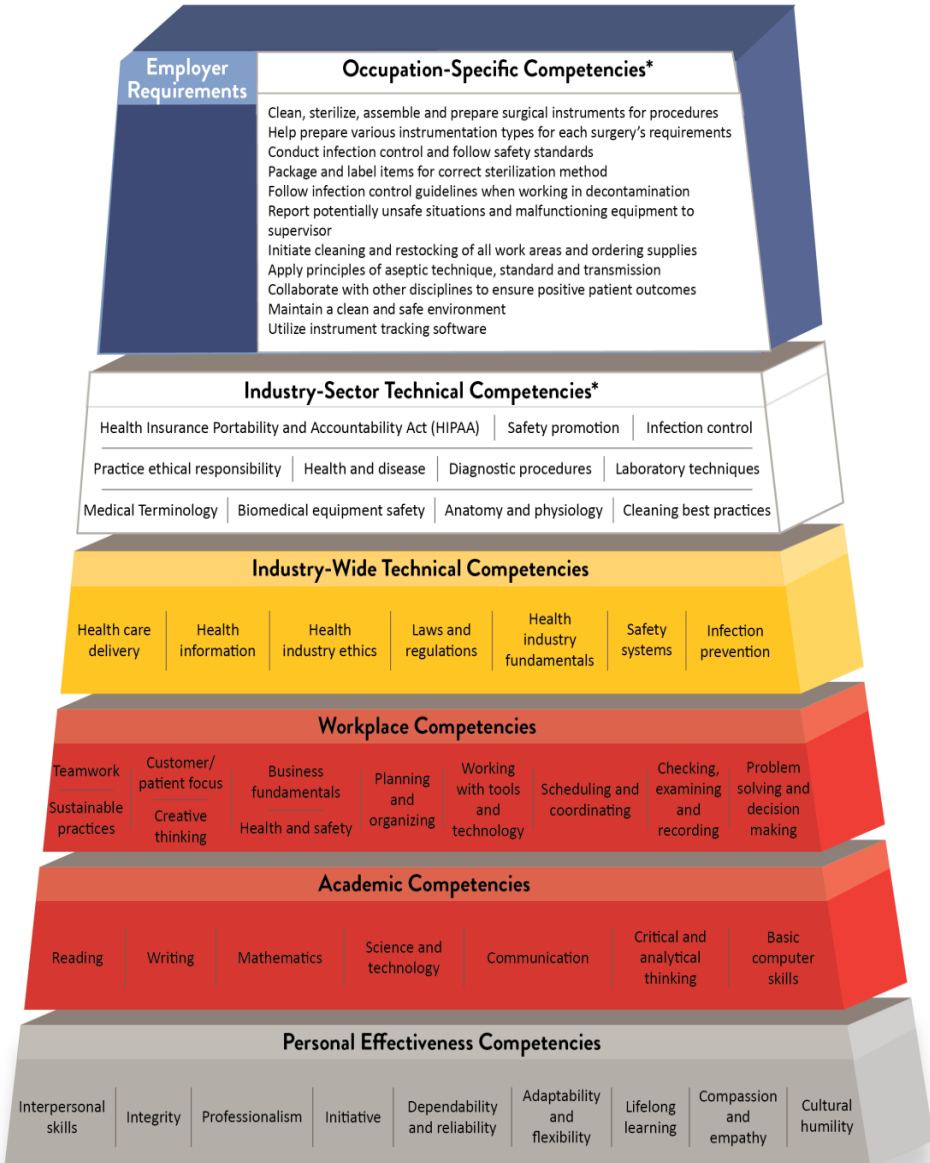 Employer
Requirements
Occupation-Specific Competencies*
Clean, sterilize, assemble and prepare surgical instruments for procedures
Help prepare various instrumentation types for each surgery's requirements
Conduct infection control and follow safety standards
Package and label items for correct sterilization method
Follow infection control guidelines when working in decontamination
Report potentially unsafe situations and malfunctioning equipment to
supervisor
Initiate cleaning and restocking of all work areas and ordering supplies
Apply principles of aseptic technique, standard and transmission
Collaborate with other disciplines to ensure positive patient outcomes
Maintain a clean and safe environment
Utilize instrument tracking software
Industry-Sector Technical Competencies*
Health Insurance Portability and Accountability Act (HIPAA) Safety promotion Infection control
Practice ethical responsibility Health and disease Diagnostic procedures Laboratory techniques
Medical Terminology Biomedical equipment safety Anatomy and physiology Cleaning best practices
Industry-Wide Technical Competencies
Health care
delivery
Health
information
Health
industry ethics
Laws and
regulations
Health
industry
fundamentals
Safety
systems
Infection
prevention
Workplace Competencies
Teamwork
Sustainable
practices
Customer/
patient focus
Creative
thinking
Business
fundamentals
Health and safety
Planning
and
organizing
Working
with tools
and
technology
Scheduling and
coordinating
Checking,
examining
and
recording
Problem
solving and
decision
making
Academic Competencies
Reading
Writing
Mathematics
Science and
technology
Communication
Critical and
analytical
thinking
Basic
computer
skills
Personal Effectiveness Competencies
Interpersonal
skills
Integrity
Professionalism
Initiative
Dependability
and reliability
Adaptability
and
flexibility
Lifelong
learning
Compassion
and
empathy
Cultural
humility